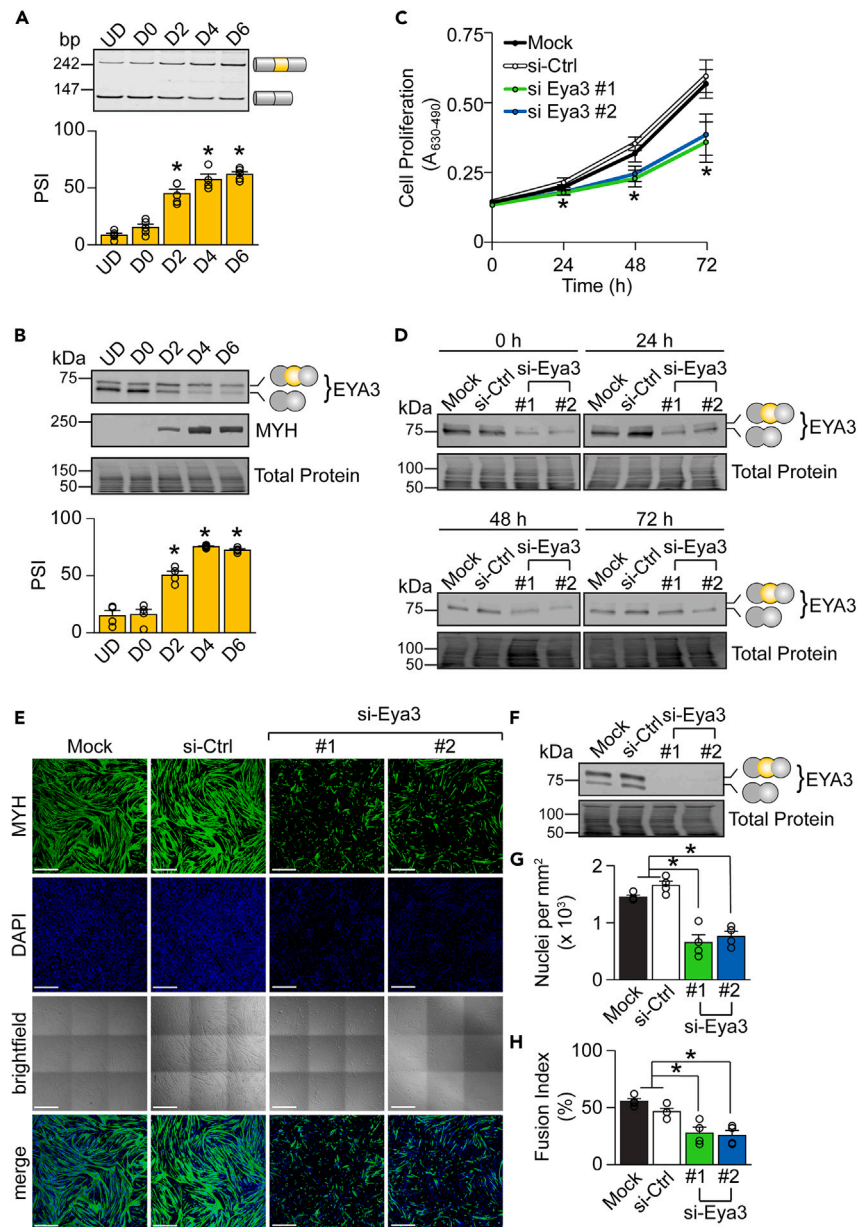 A
bp
UD D0 D2 D4 D6
242
147
100
50
0
PSI
* * *
UD D0 D2 D4 D6
B
kDa
UD D0 D2 D4 D6
75
EYA3
250
MYH
150
50
Total Protein
100
50
0
PSI
* * *
UD D0 D2 D4 D6
C
Mock
si-Ctrl
si Eya3 #1
si Eya3 #2
0.75
0.50
0.25
Cell Proliferation
(A630-490)
* * *
0 24 48 72
Time (h)
D
0 h 24 h
Mock si-Ctrl si-Eya3 #1 #2 Mock si-Ctrl si-Eya3 #1 #2
kDa
75
EYA3
100
50
Total Protein
48 h 72 h
Mock si-Ctrl si-Eya3 #1 #2 Mock si-Ctrl si-Eya3 #1 #2
kDa
75
EYA3
100
50
Total Protein
E
si-Eya3
Mock si-Ctrl #1 #2
MYH
DAPI
brightfield
merge
F
Mock si-Ctrl si-Eya3 #1 #2
kDa
75
EYA3
100
50
Total Protein
G
* *
2
1
0
Nuclei per mm²
(x 10³)
Mock si-Ctrl #1 #2
si-Eya3
H
* *
100
50
0
Fusion Index
(%)
Mock si-Ctrl #1 #2
si-Eya3